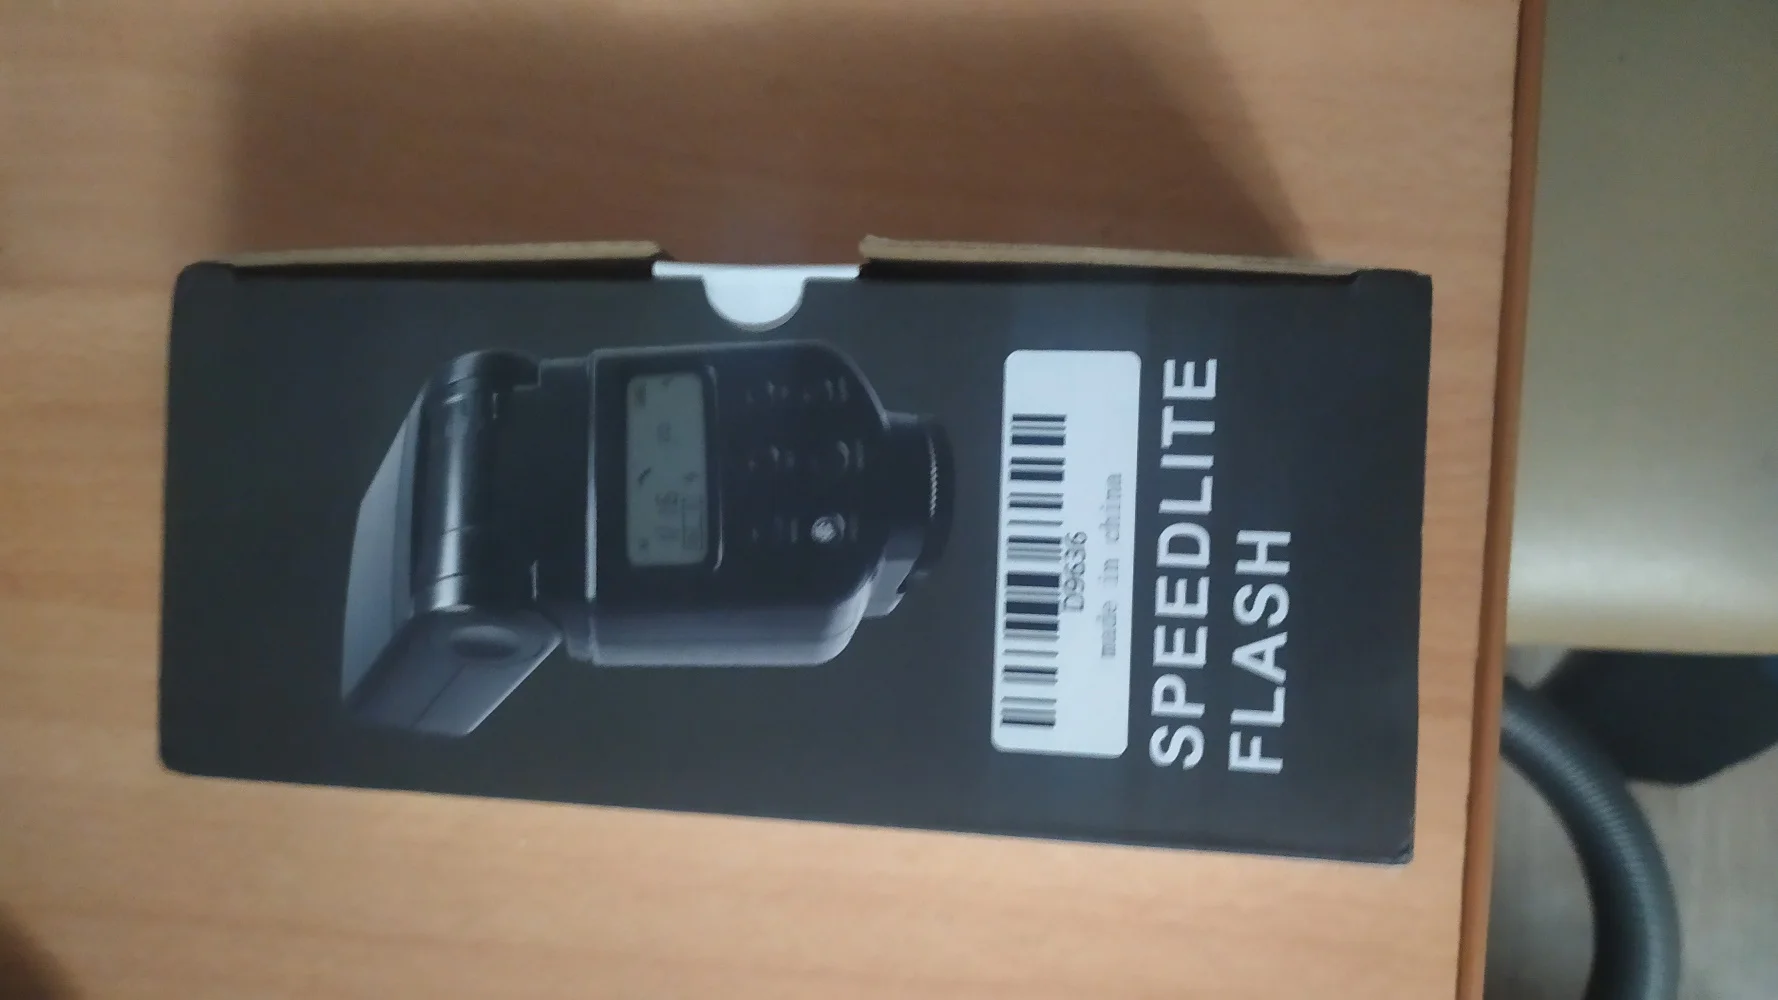 D9636
made in china
SPEEDLITE
FLASH